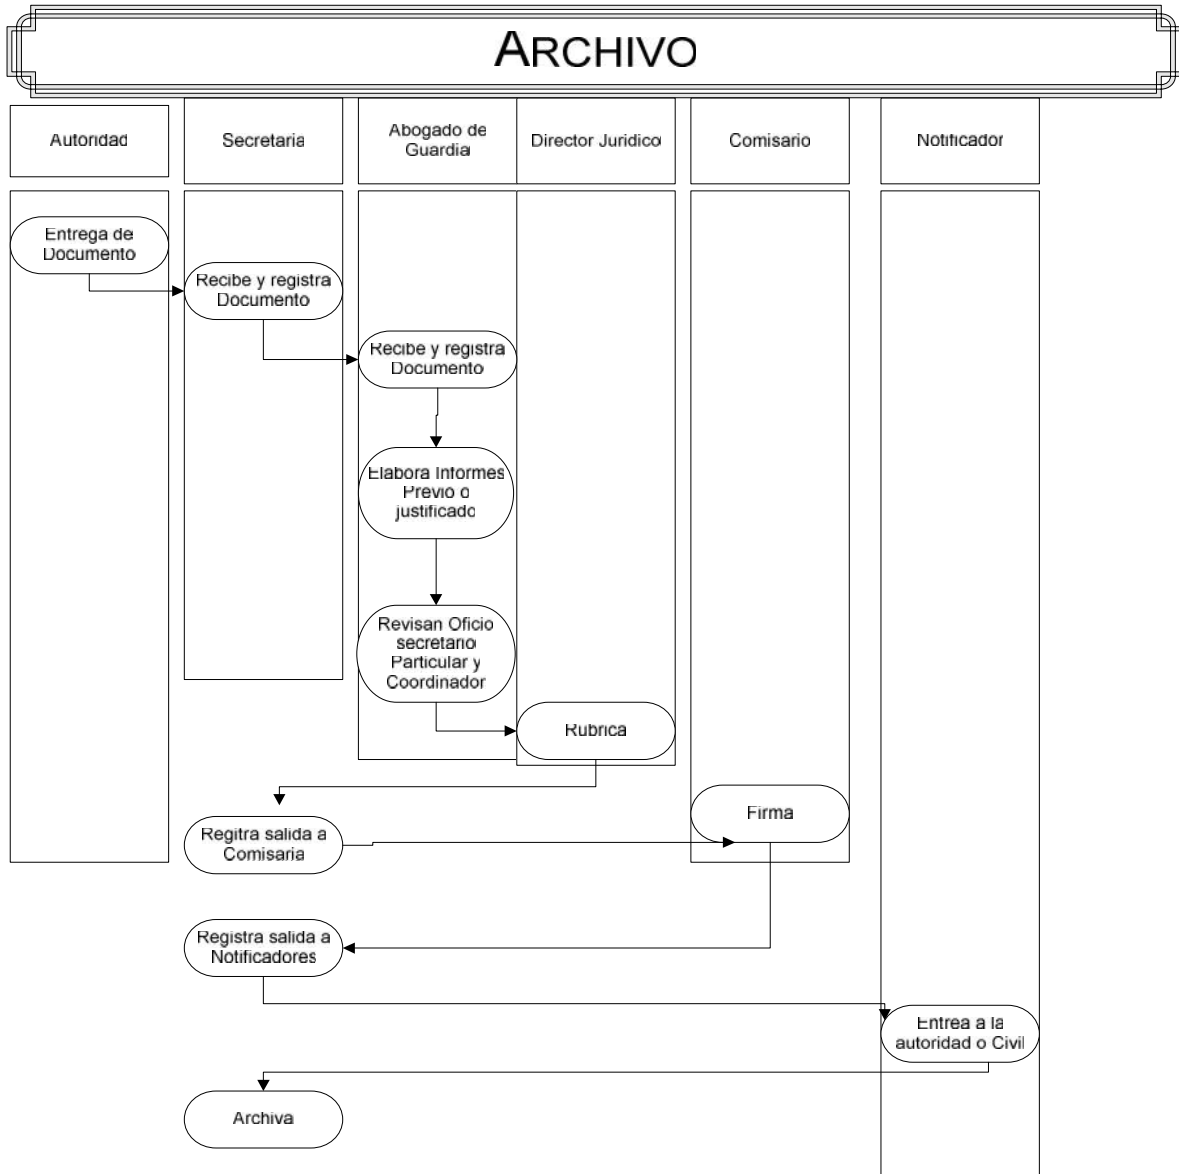 ARCHIVO
Autoridad
Secretaria
Abogado de
Guardia
Director Juridico
Comisario
Notificador
Entrega de
Documento
Recibe y registra
Documento
Recibe y registra
Documento
Elabora Informes
Previo o
justificado
Revisan Oficio
secretario
Particular y
Coordinador
Rubrica
Firma
Regitra salida a
Comisaria
Registra salida a
Notificadores
Entrea a la
autoridad o Civil
Archiva